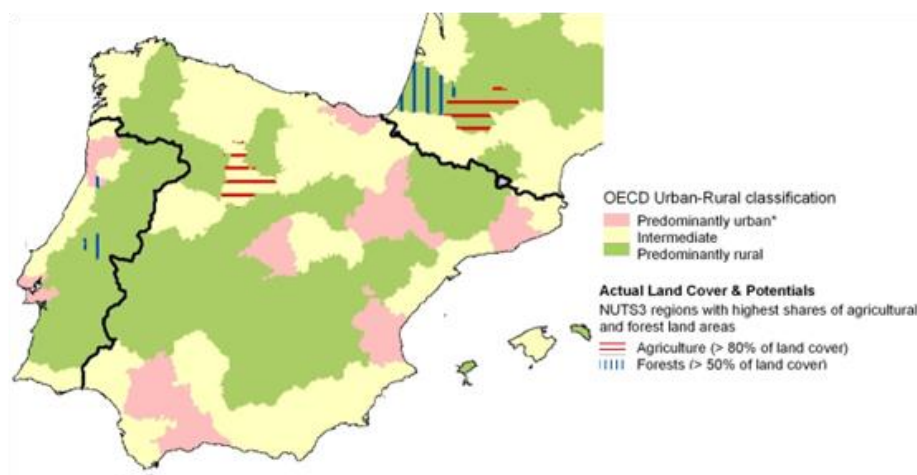 OECD Urban-Rural classification
Predominantly urban*
Intermediate
Predominantly rural
Actual Land Cover & Potentials
NUTS3 regions with highest shares of agricultural
and forest land areas
Agriculture (> 80% of land cover)
Forests (> 50% of land cover)